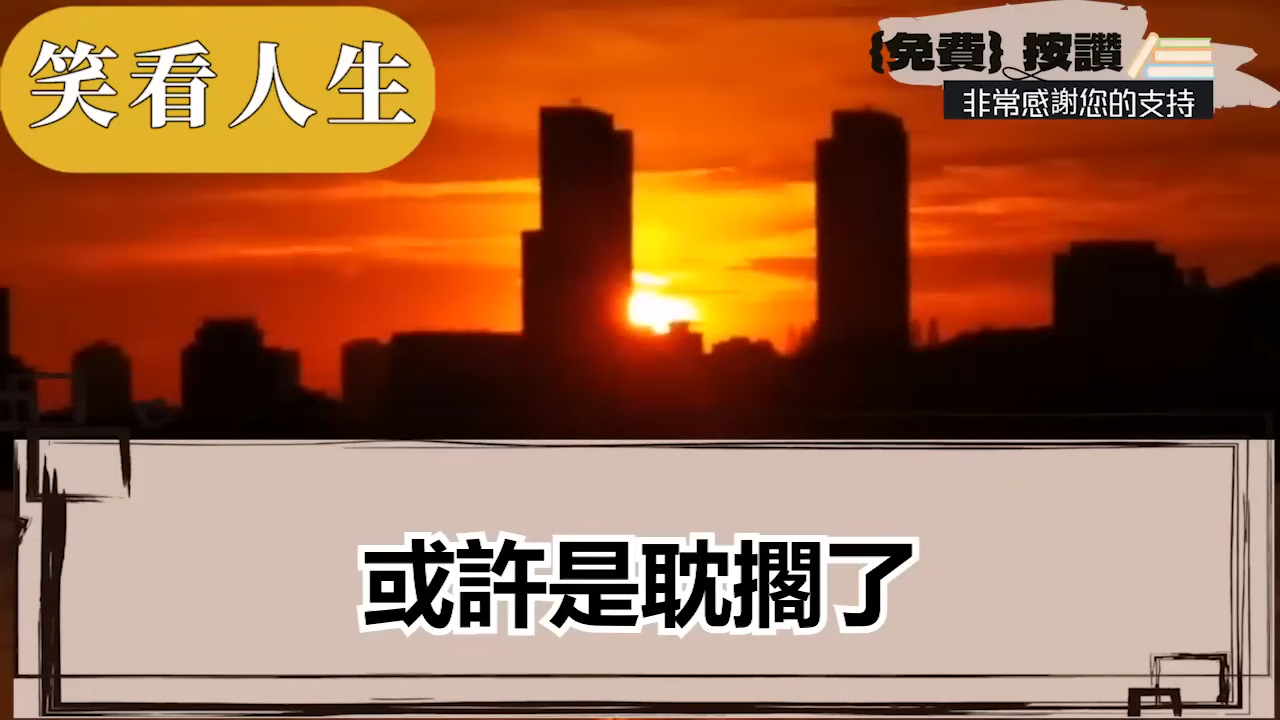 笑看人生
{免費} 按讚
非常感謝您的支持
或許是耽擱了